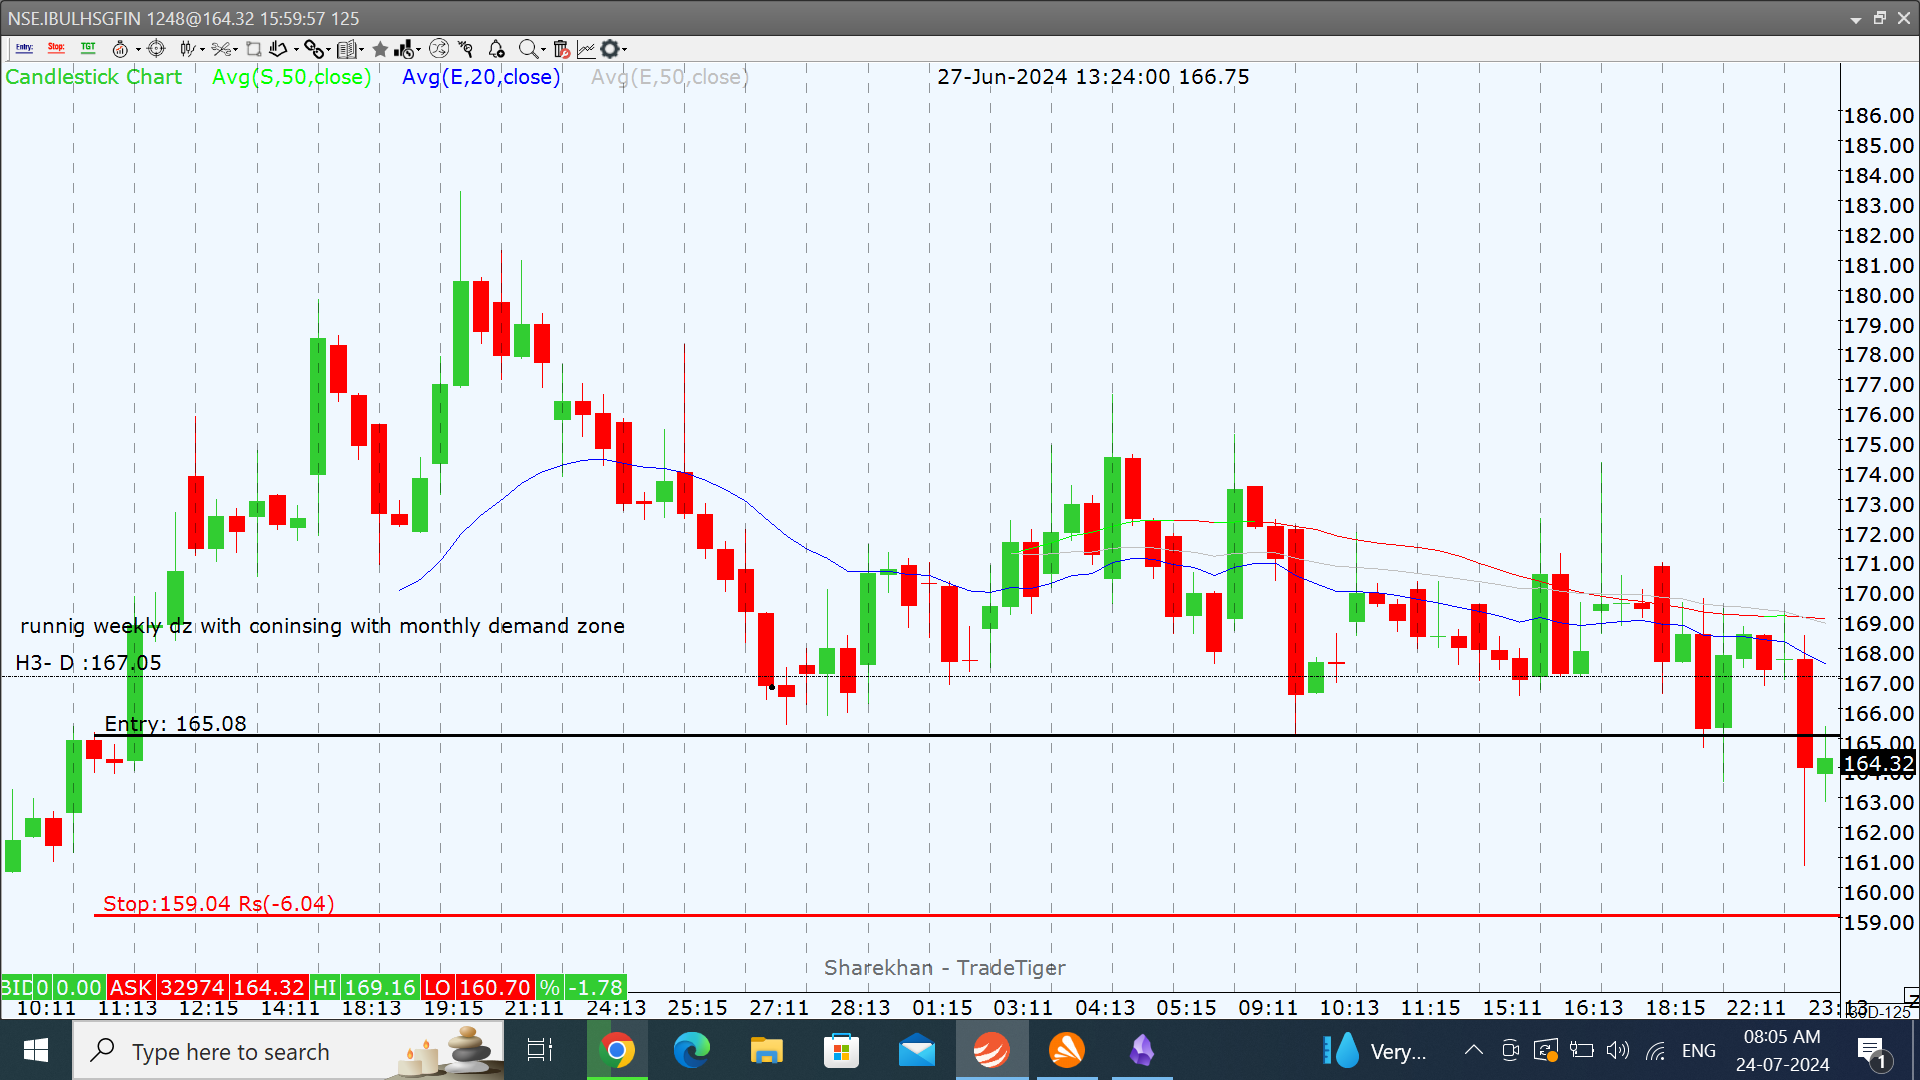 NSE.IBULHSGFIN 1248@164.32 15:59:57 125
Entry: Stop: TGT
Candlestick Chart Avg(S,50,close) Avg(E,20,close) Avg(E,50,close) 27-Jun-2024 13:24:00 166.75
186.00
185.00
184.00
183.00
182.00
181.00
180.00
179.00
178.00
177.00
176.00
175.00
174.00
173.00
172.00
171.00
170.00
169.00
runnig weekly dz with coninsing with monthly demand zone
168.00
H3- D :167.05
167.00
166.00
Entry: 165.08
165.00
164.32
164.00
163.00
162.00
161.00
160.00
Stop:159.04 Rs(-6.04)
159.00
Sharekhan - TradeTiger
BID 0 0.00 ASK 32974 164.32 HI 169.16 LO 160.70 % -1.78
10:11 11:13 12:15 14:11 18:13 19:15 21:11 24:13 25:15 27:11 28:13 01:15 03:11 04:13 05:15 09:11 10:13 11:15 15:11 16:13 18:15 22:11
Type here to search
Very...
ENG
08:05 AM
24-07-2024
1